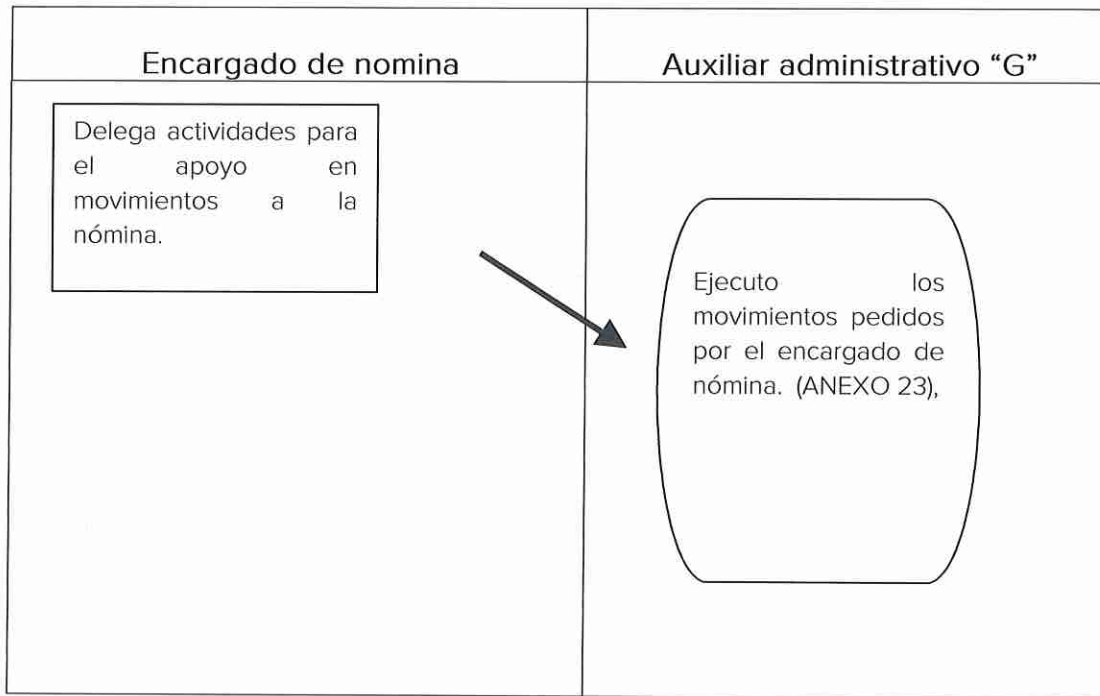 Encargado de nomina
Auxiliar administrativo “G”
Delega actividades para
el apoyo en
movimientos a la
nómina.
Ejecuto los
movimientos pedidos
por el encargado de
nómina. (ANEXO 23),